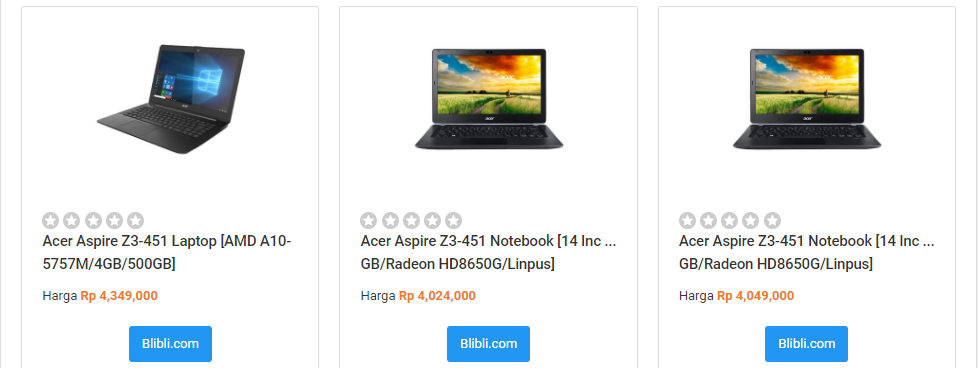 Acer Aspire Z3-451 Laptop [AMD A10-
5757M/4GB/500GB]
Harga Rp 4,349,000
Blibli.com
Acer Aspire Z3-451 Notebook [14 Inc ...
GB/Radeon HD8650G/Linpus]
Harga Rp 4,024,000
Blibli.com
Acer Aspire Z3-451 Notebook [14 Inc ...
GB/Radeon HD8650G/Linpus]
Harga Rp 4,049,000
Blibli.com